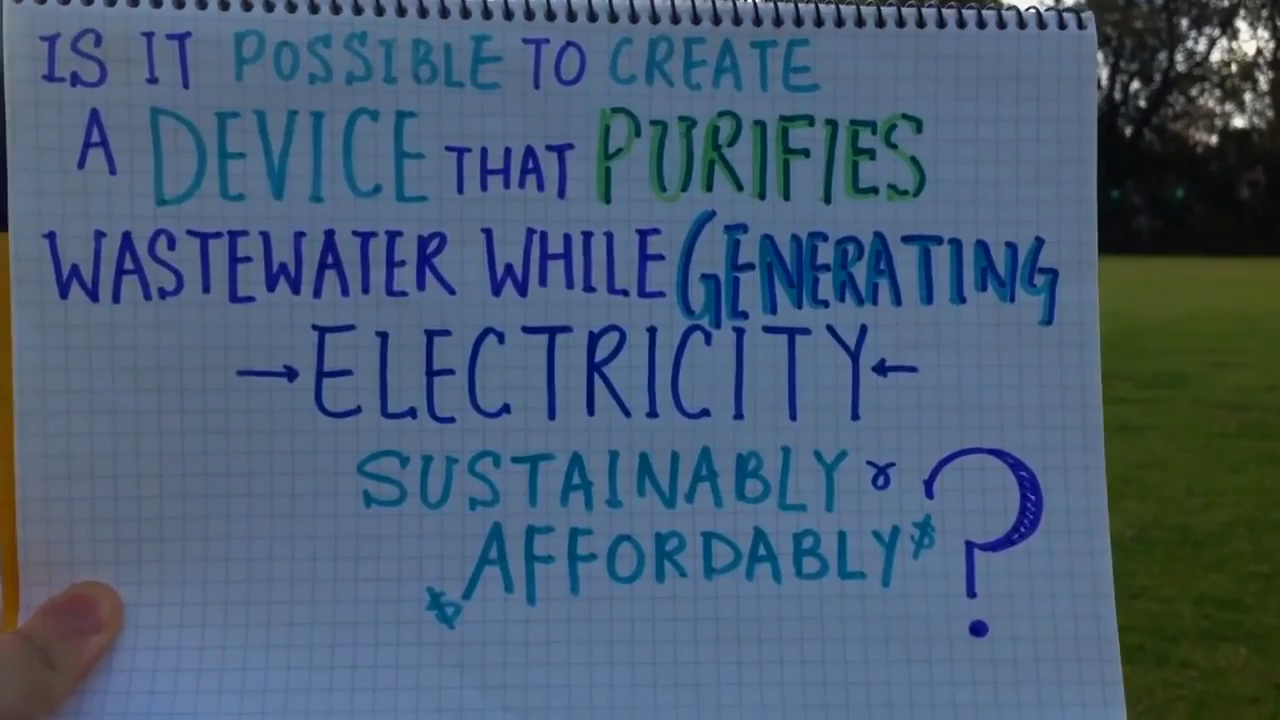 IS IT POSSIBLE TO CREATE
A DEVICE THAT PURIFIES
WASTEWATER WHILE GENERATING
→ ELECTRICITY ←
SUSTAINABLY &
$ AFFORDABLY $ ?